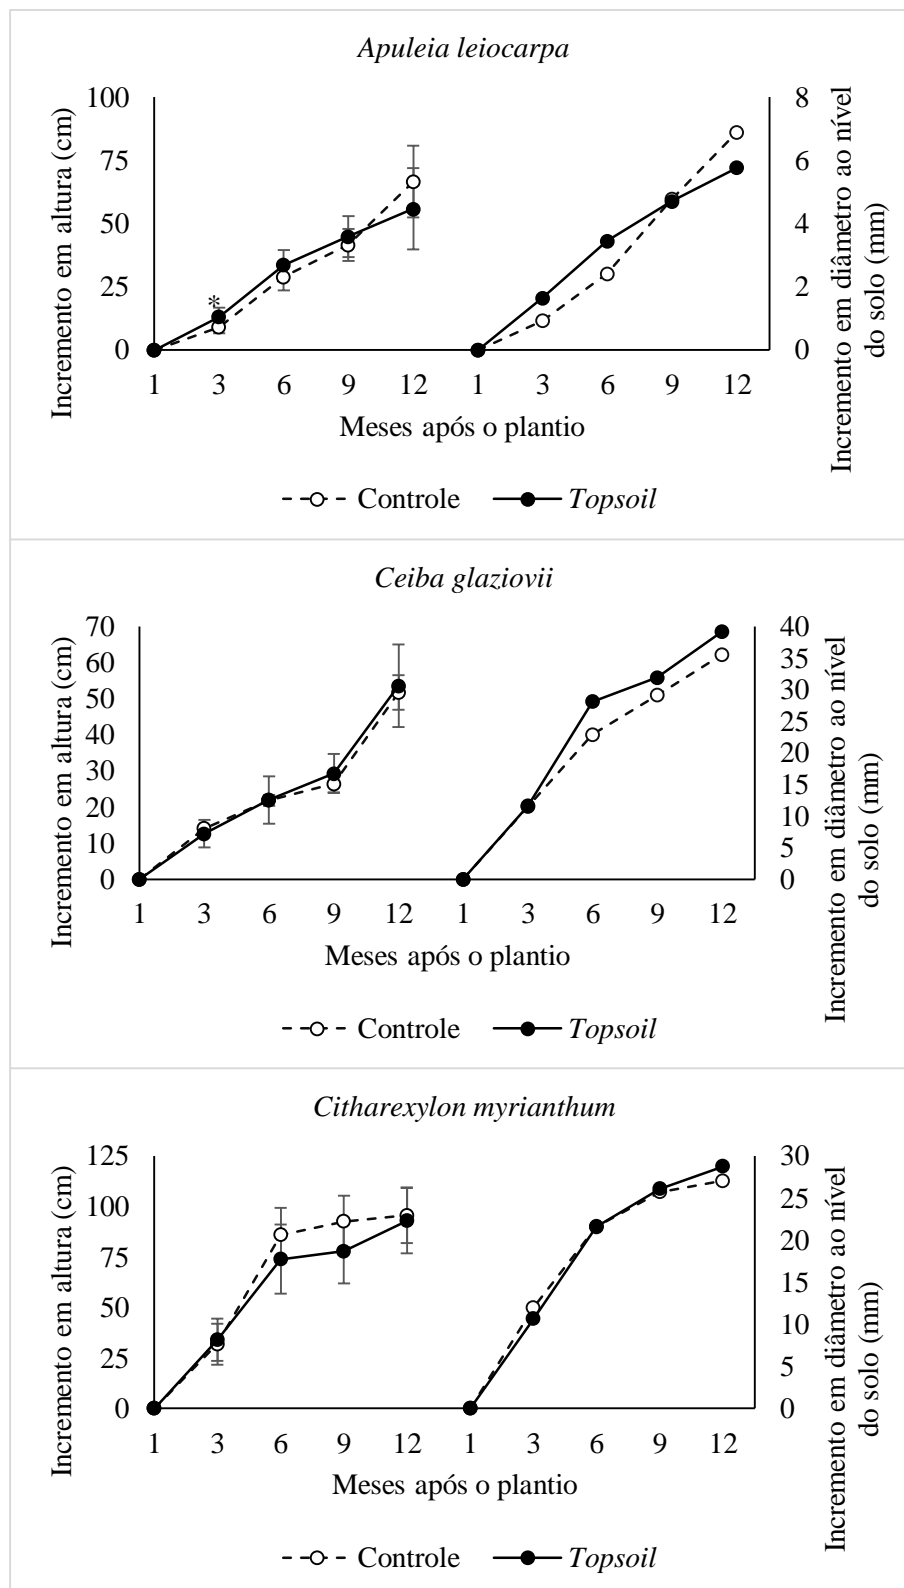 Apuleia leiocarpa
Incremento em altura (cm)
100
75
50
25
0
*
1 3 6 9 12 1 3 6 9 12
Meses após o plantio
8
6
4
2
0
Incremento em diâmetro ao nível
do solo (mm)
Controle Topsoil
Ceiba glaziovii
Incremento em altura (cm)
70
60
50
40
30
20
10
0
1 3 6 9 12 1 3 6 9 12
Meses após o plantio
40
35
30
25
20
15
10
5
0
Incremento em diâmetro ao nível
do solo (mm)
Controle Topsoil
Citharexylon myrianthum
Incremento em altura (cm)
125
100
75
50
25
0
1 3 6 9 12 1 3 6 9 12
Meses após o plantio
30
25
20
15
10
5
0
Incremento em diâmetro ao nível
do solo (mm)
Controle Topsoil